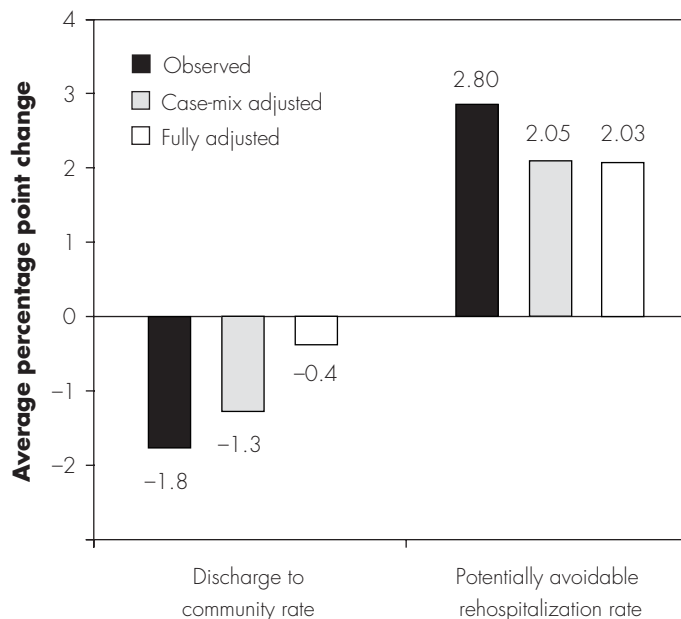 Average percentage point change
4
3
2
1
0
−1
−2
Observed
Case-mix adjusted
Fully adjusted
−1.8
−1.3
−0.4
2.80
2.05
2.03
Discharge to
community rate
Potentially avoidable
rehospitalization rate